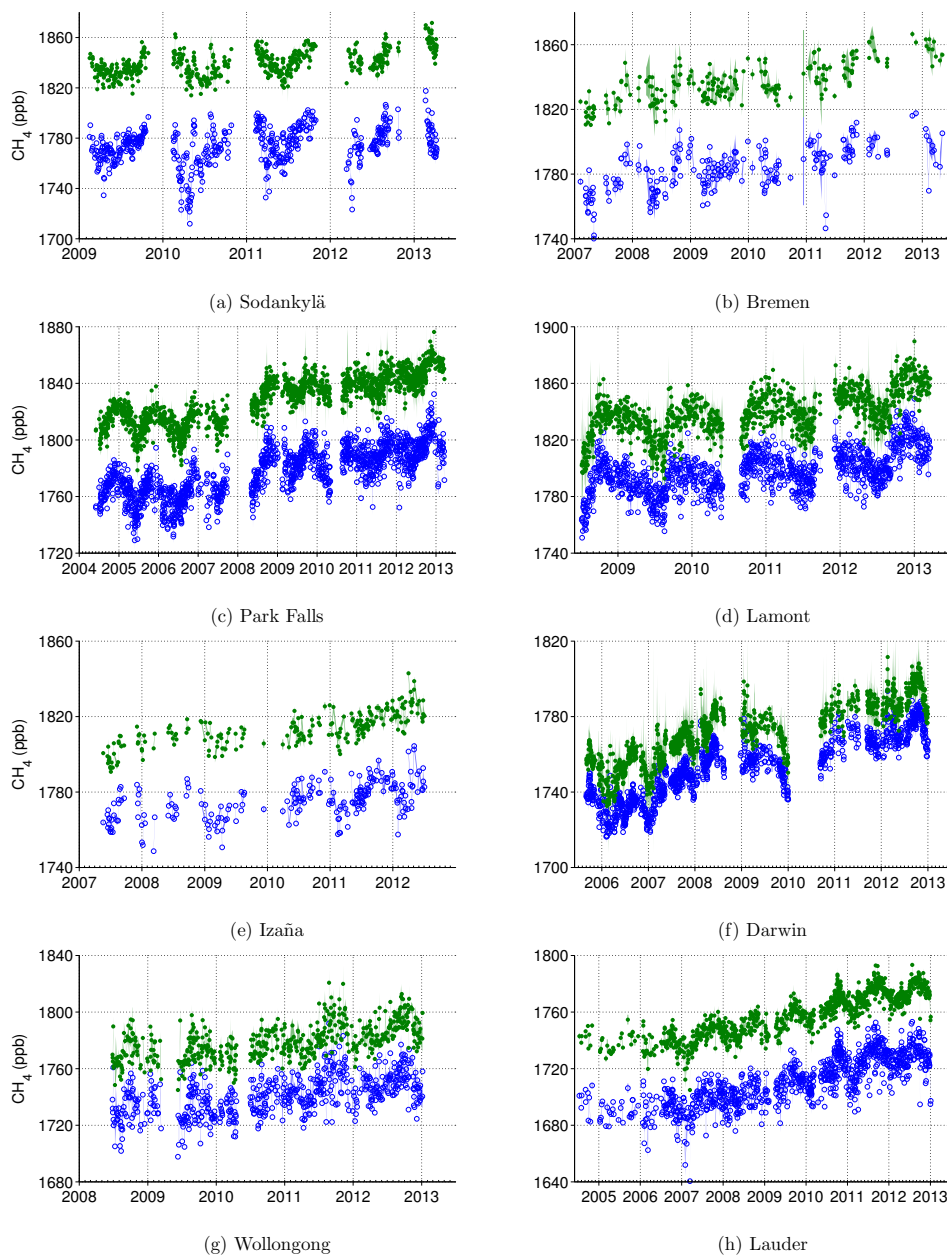 CH4 (ppb)
1860
1820
1780
1740
1700
2009 2010 2011 2012 2013
(a) Sodankylä
1860
1820
1780
1740
2007 2008 2009 2010 2011 2012 2013
(b) Bremen
CH4 (ppb)
1880
1840
1800
1760
1720
2004 2005 2006 2007 2008 2009 2010 2011 2012 2013
(c) Park Falls
1900
1860
1820
1780
1740
2009 2010 2011 2012 2013
(d) Lamont
CH4 (ppb)
1860
1820
1780
1740
2007 2008 2009 2010 2011 2012
(e) Izaña
1820
1780
1740
1700
2006 2007 2008 2009 2010 2011 2012 2013
(f) Darwin
CH4 (ppb)
1840
1800
1760
1720
1680
2008 2009 2010 2011 2012 2013
(g) Wollongong
1800
1760
1720
1680
1640
2005 2006 2007 2008 2009 2010 2011 2012 2013
(h) Lauder